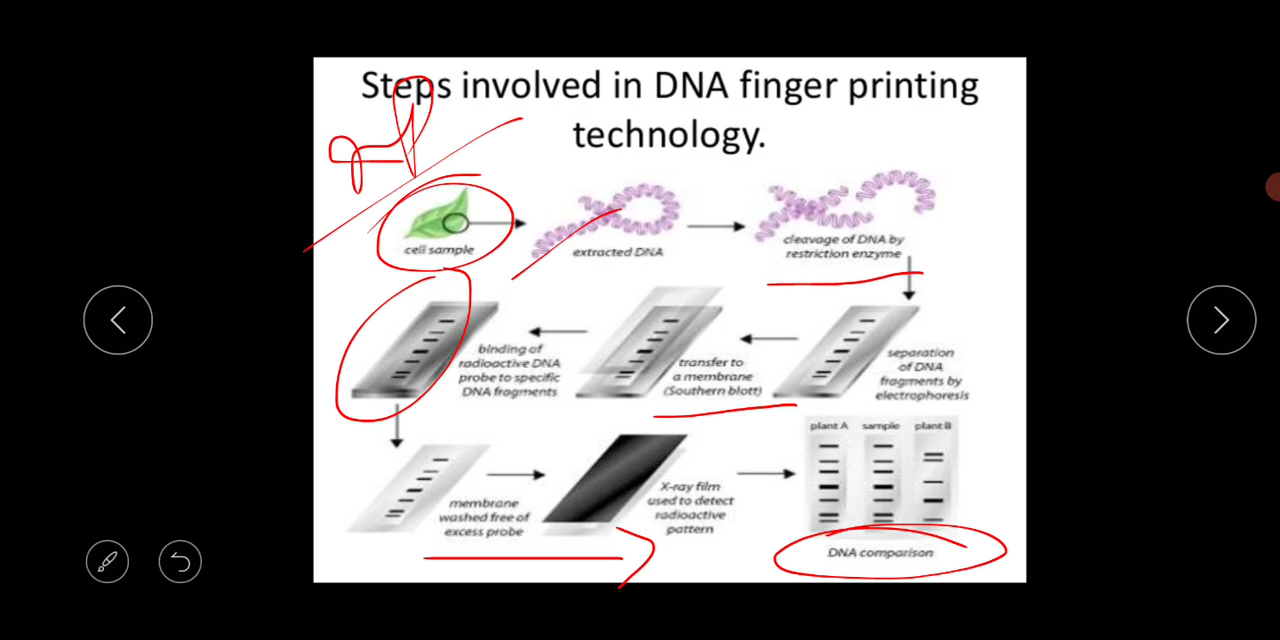 Steps involved in DNA finger printing
technology.
cell sample
extracted DNA
cleavage of DNA by
restriction enzyme
binding of
radioactive DNA
probe to specific
DNA fragments
transfer to
a membrane
(Southern blott)
separation
of DNA
fragments by
electrophoresis
membrane
washed free of
excess probe
X-ray film
used to detect
radioactive
pattern
plant A
sample
plant B
DNA comparison